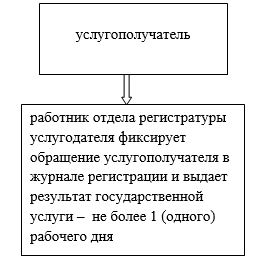 услугополучатель
работник отдела регистратуры
услугодателя фиксирует
обращение услугополучателя в
журнале регистрации и выдает
результат государственной
услуги – не более 1 (одного)
рабочего дня